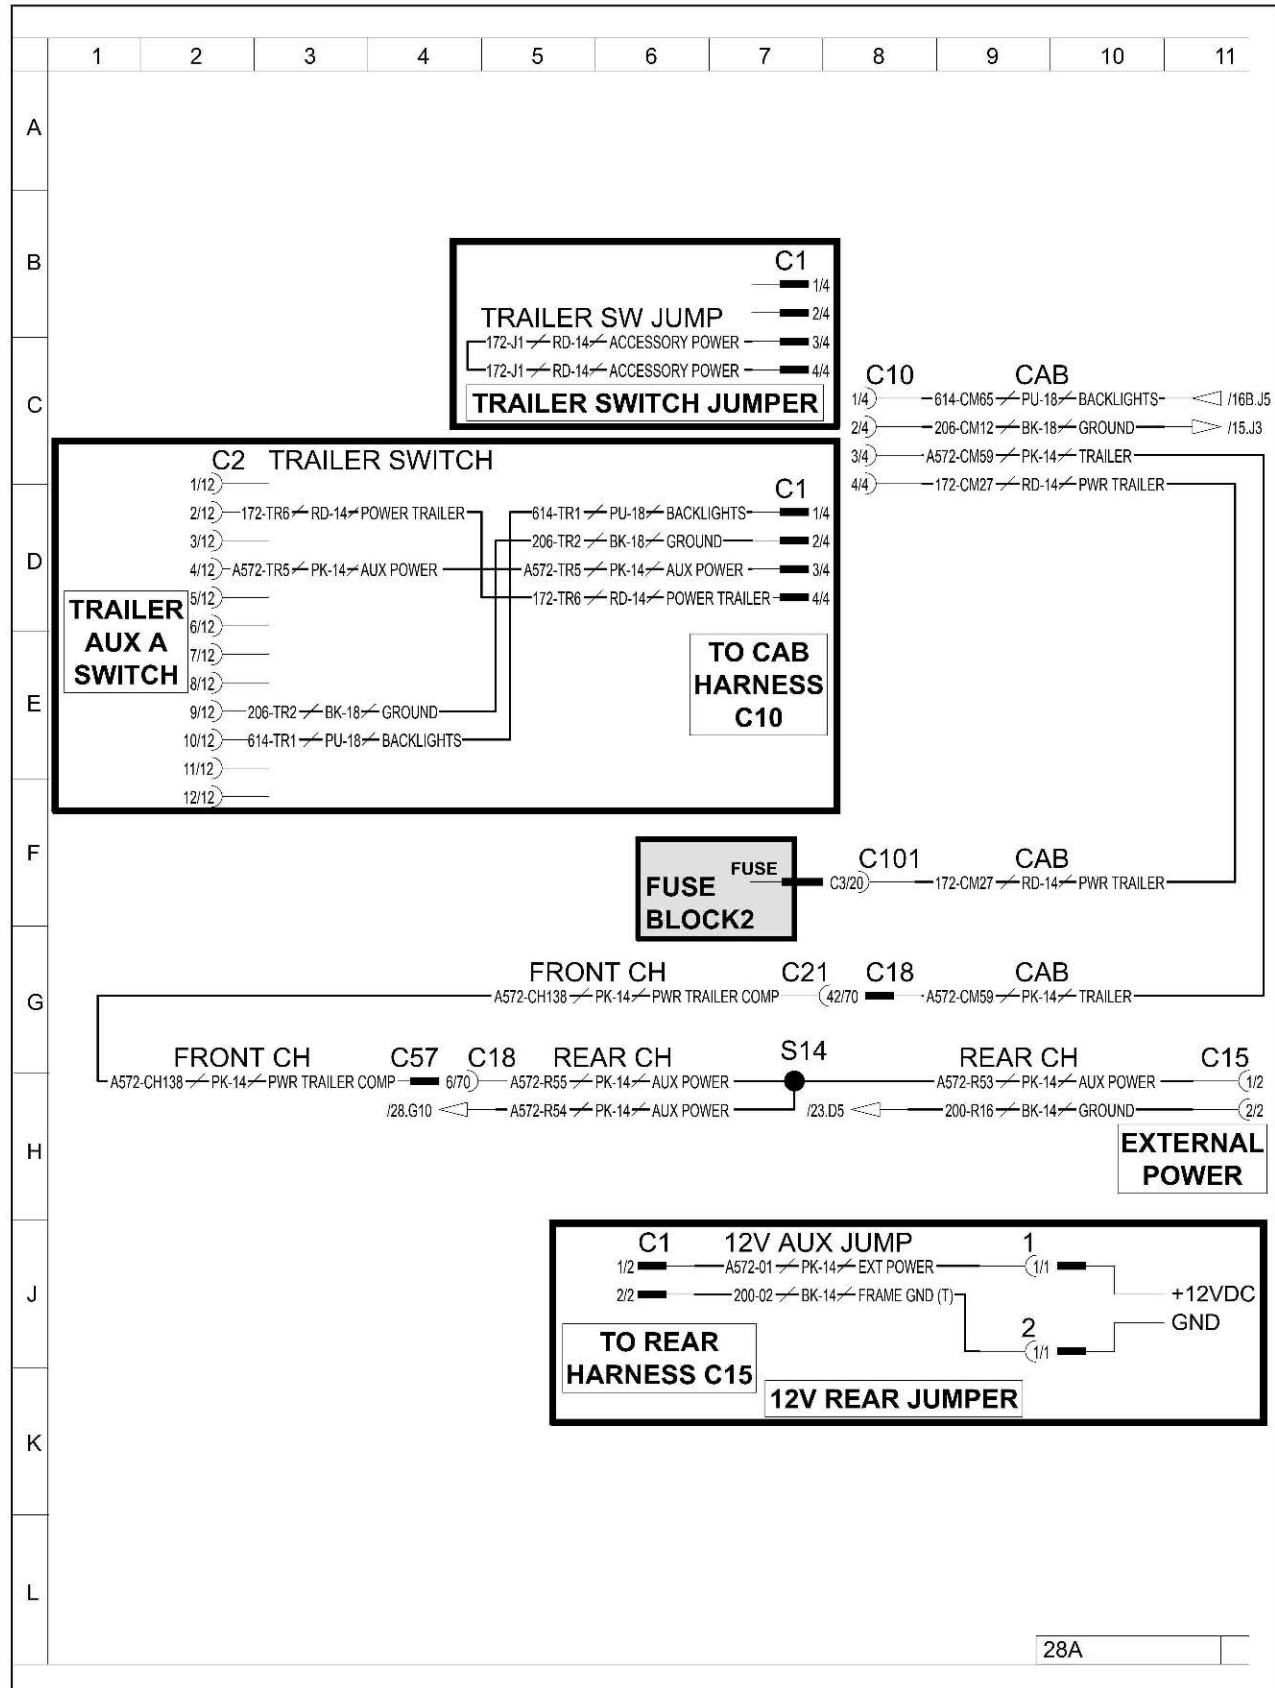 1 2 3 4 5 6 7 8 9 10 11
A
B
C1
1/4
2/4
TRAILER SW JUMP
172-J1 RD-14 ACCESSORY POWER 3/4
172-J1 RD-14 ACCESSORY POWER 4/4
TRAILER SWITCH JUMPER
C
C10 CAB
1/4 614-CM65 PU-18 BACKLIGHTS /16B.J5
2/4 206-CM12 BK-18 GROUND /15.J3
3/4 A572-CM59 PK-14 TRAILER
4/4 172-CM27 RD-14 PWR TRAILER
C2 TRAILER SWITCH
1/12
C1
2/12 172-TR6 RD-14 POWER TRAILER 614-TR1 PU-18 BACKLIGHTS 1/4
3/12 206-TR2 BK-18 GROUND 2/4
D
4/12 A572-TR5 PK-14 AUX POWER A572-TR5 PK-14 AUX POWER 3/4
5/12 172-TR6 RD-14 POWER TRAILER 4/4
TRAILER
AUX A
SWITCH
6/12
7/12
8/12
TO CAB
HARNESS
C10
E
9/12 206-TR2 BK-18 GROUND
10/12 614-TR1 PU-18 BACKLIGHTS
11/12
12/12
F
FUSE
BLOCK2
FUSE
C101 CAB
C3/20 172-CM27 RD-14 PWR TRAILER
G
FRONT CH C21 C18 CAB
A572-CH138 PK-14 PWR TRAILER COMP 42/70 A572-CM59 PK-14 TRAILER
FRONT CH C57 C18 REAR CH S14 REAR CH C15
A572-CH138 PK-14 PWR TRAILER COMP 6/70 A572-R55 PK-14 AUX POWER A572-R53 PK-14 AUX POWER 1/2
/28.G10 A572-R54 PK-14 AUX POWER /23.D5 200-R16 BK-14 GROUND 2/2
H
EXTERNAL
POWER
C1 12V AUX JUMP 1
1/2 A572-01 PK-14 EXT POWER 1/1
J
2/2 200-02 BK-14 FRAME GND (T) +12VDC
GND
2
1/1
TO REAR
HARNESS C15
12V REAR JUMPER
K
L
28A